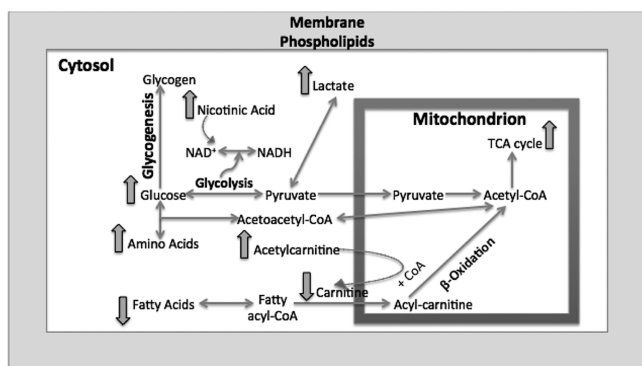 Membrane
Phospholipids
Cytosol
Glycogen
Lactate
Nicotinic Acid
Glycogenesis
Mitochondrion
TCA cycle
NAD+
NADH
Glycolysis
Glucose
Pyruvate
Pyruvate
Acetyl-CoA
Acetoacetyl-CoA
Amino Acids
Acetylcarnitine
+ CoA
β-Oxidation
Carnitine
Fatty Acids
Fatty
acyl-CoA
Acyl-carnitine